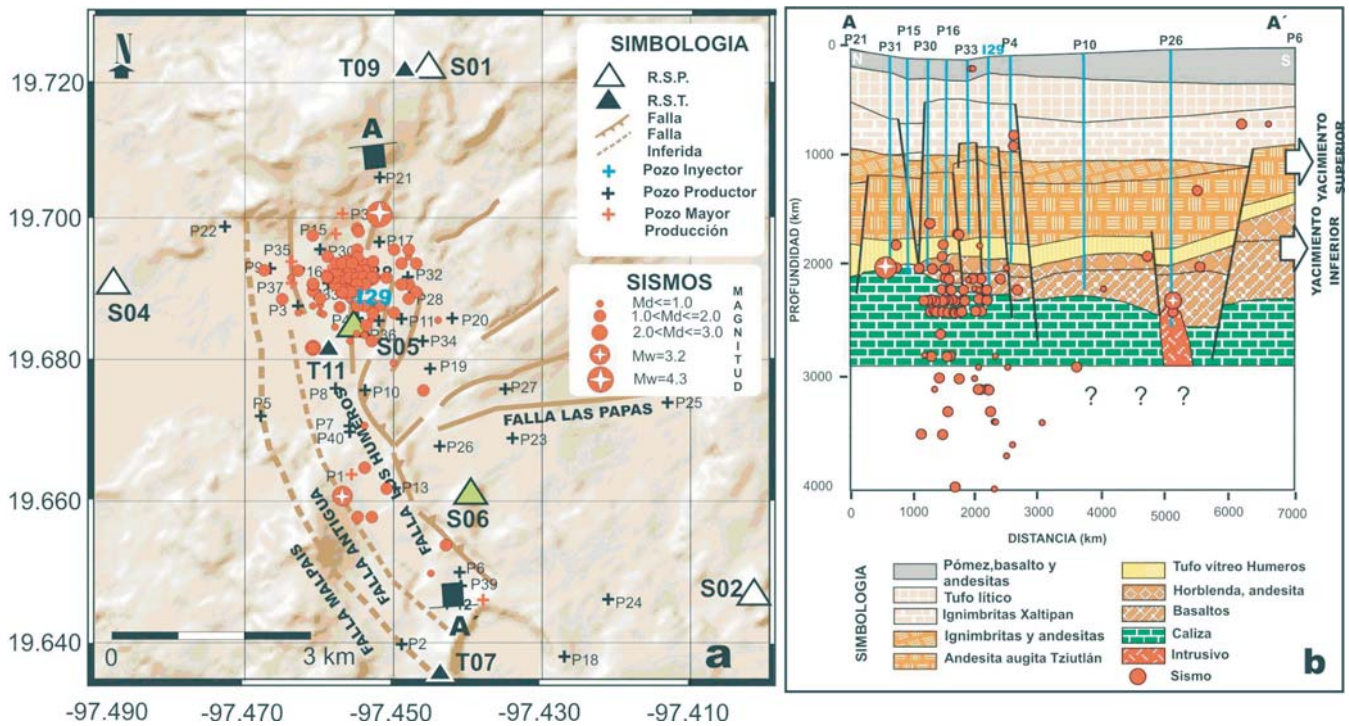 N
19.720
19.700
19.680
19.660
19.640
-97.490
-97.470
-97.450
-97.430
-97.410
T09
S01
A
P21
P3
P22
P15
P17
P35
P30
P9
P16
P32
P37
I29
P28
P3
S04
P11
P20
P36
P34
S05
T11
P19
P8
P10
P27
P25
FALLA LAS PAPAS
P5
P7
P40
P23
P26
P1
P13
S06
FALLA LOS HUMEROS
FALLA ANTIGUA
FALLA MALPAIS
P6
P39
S02
P24
A´
P2
T07
P18
0
3 km
a
SIMBOLOGIA
R.S.P.
R.S.T.
Falla
Falla
Inferida
Pozo Inyector
Pozo Productor
Pozo Mayor
Producción
SISMOS
Md<=1.0
1.0<Md<=2.0
2.0<Md<=3.0
Mw=3.2
Mw=4.3
MAGNITUD
A
A´
P15
P16
P21
P31
P30
P33
I29
P4
P10
P26
P6
N
S
0
1000
2000
3000
4000
PROFUNDIDAD (km)
YACIMIENTO
SUPERIOR
YACIMIENTO
INFERIOR
? ? ?
0 1000 2000 3000 4000 5000 6000 7000
DISTANCIA (km)
SIMBOLOGIA
Pómez,basalto y
andesitas
Tufo lítico
Ignimbritas Xaltipan
Ignimbritas y andesitas
Andesita augita Tziutlán
Tufo vitreo Humeros
Horblenda, andesita
Basaltos
Caliza
Intrusivo
Sismo
b